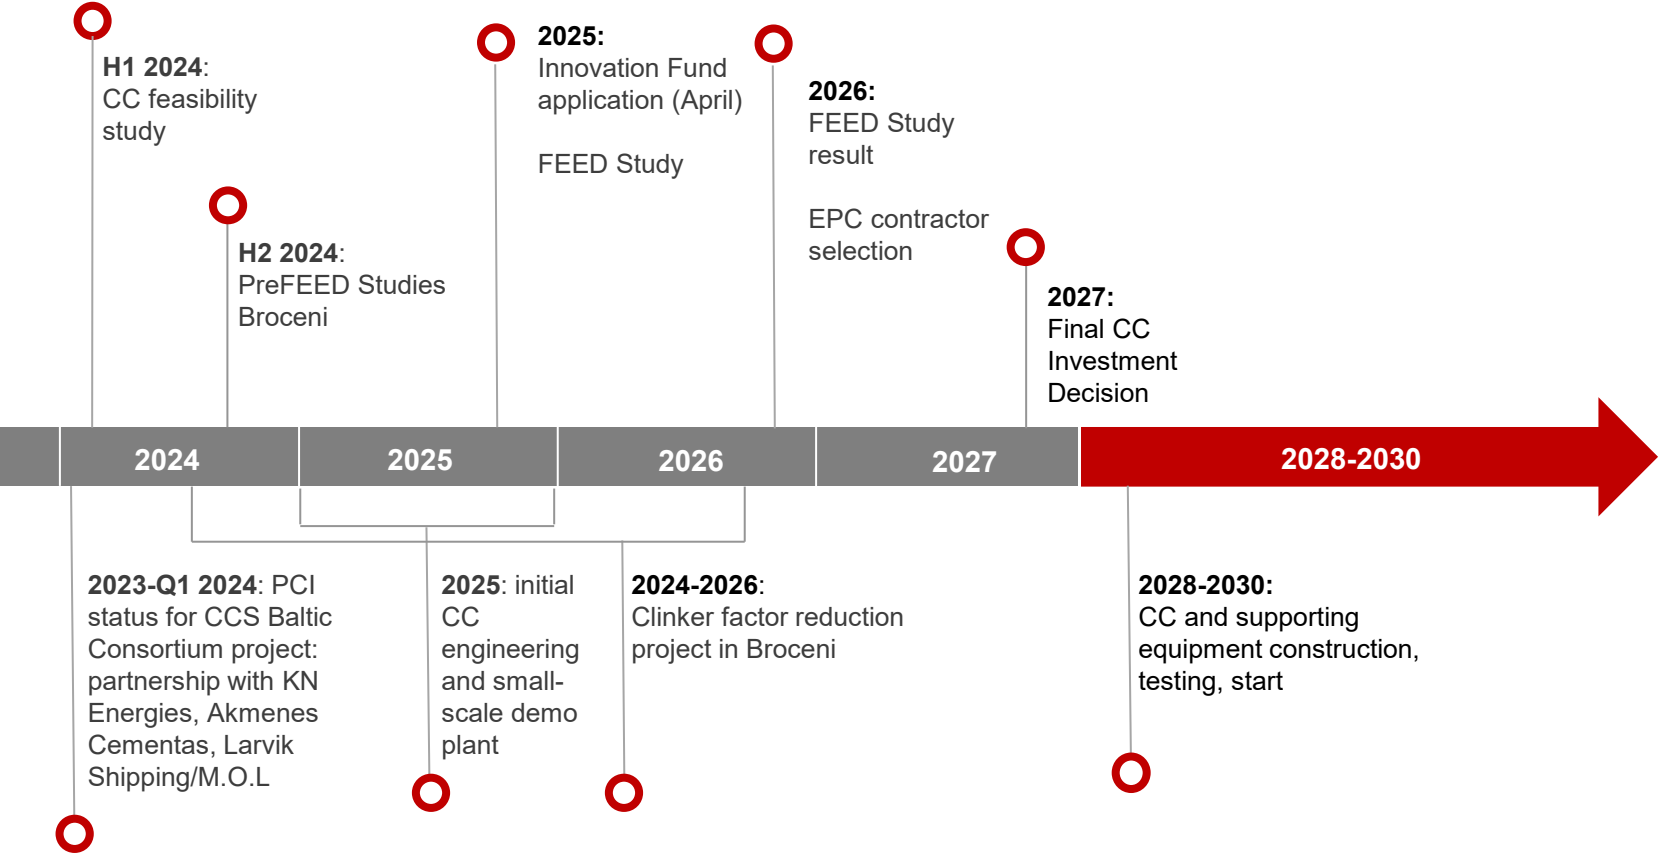 H1 2024:
CC feasibility
study
H2 2024:
PreFEED Studies
Broceni
2025:
Innovation Fund
application (April)
FEED Study
2026:
FEED Study
result
EPC contractor
selection
2027:
Final CC
Investment
Decision
2024
2025
2026
2027
2028-2030
2023-Q1 2024: PCI
status for CCS Baltic
Consortium project:
partnership with KN
Energies, Akmenes
Cementas, Larvik
Shipping/M.O.L
2025: initial
CC
engineering
and small-
scale demo
plant
2024-2026:
Clinker factor reduction
project in Broceni
2028-2030:
CC and supporting
equipment construction,
testing, start